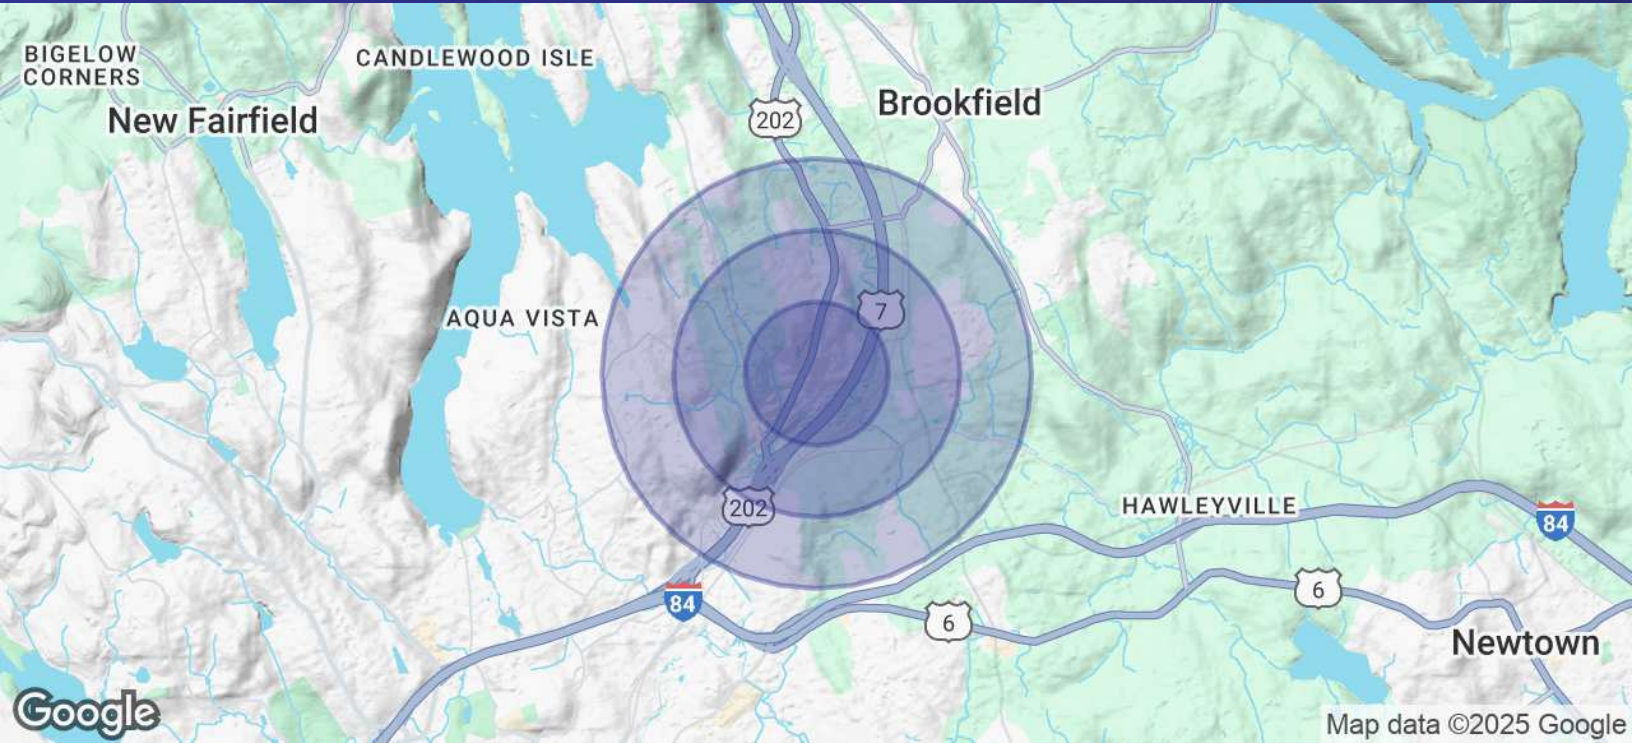 BIGELOW
CORNERS
CANDLEWOOD ISLE
New Fairfield
Brookfield
202
7
AQUA VISTA
202
HAWLEYVILLE
84
84
6
6
Newtown
Google
Map data ©2025 Google